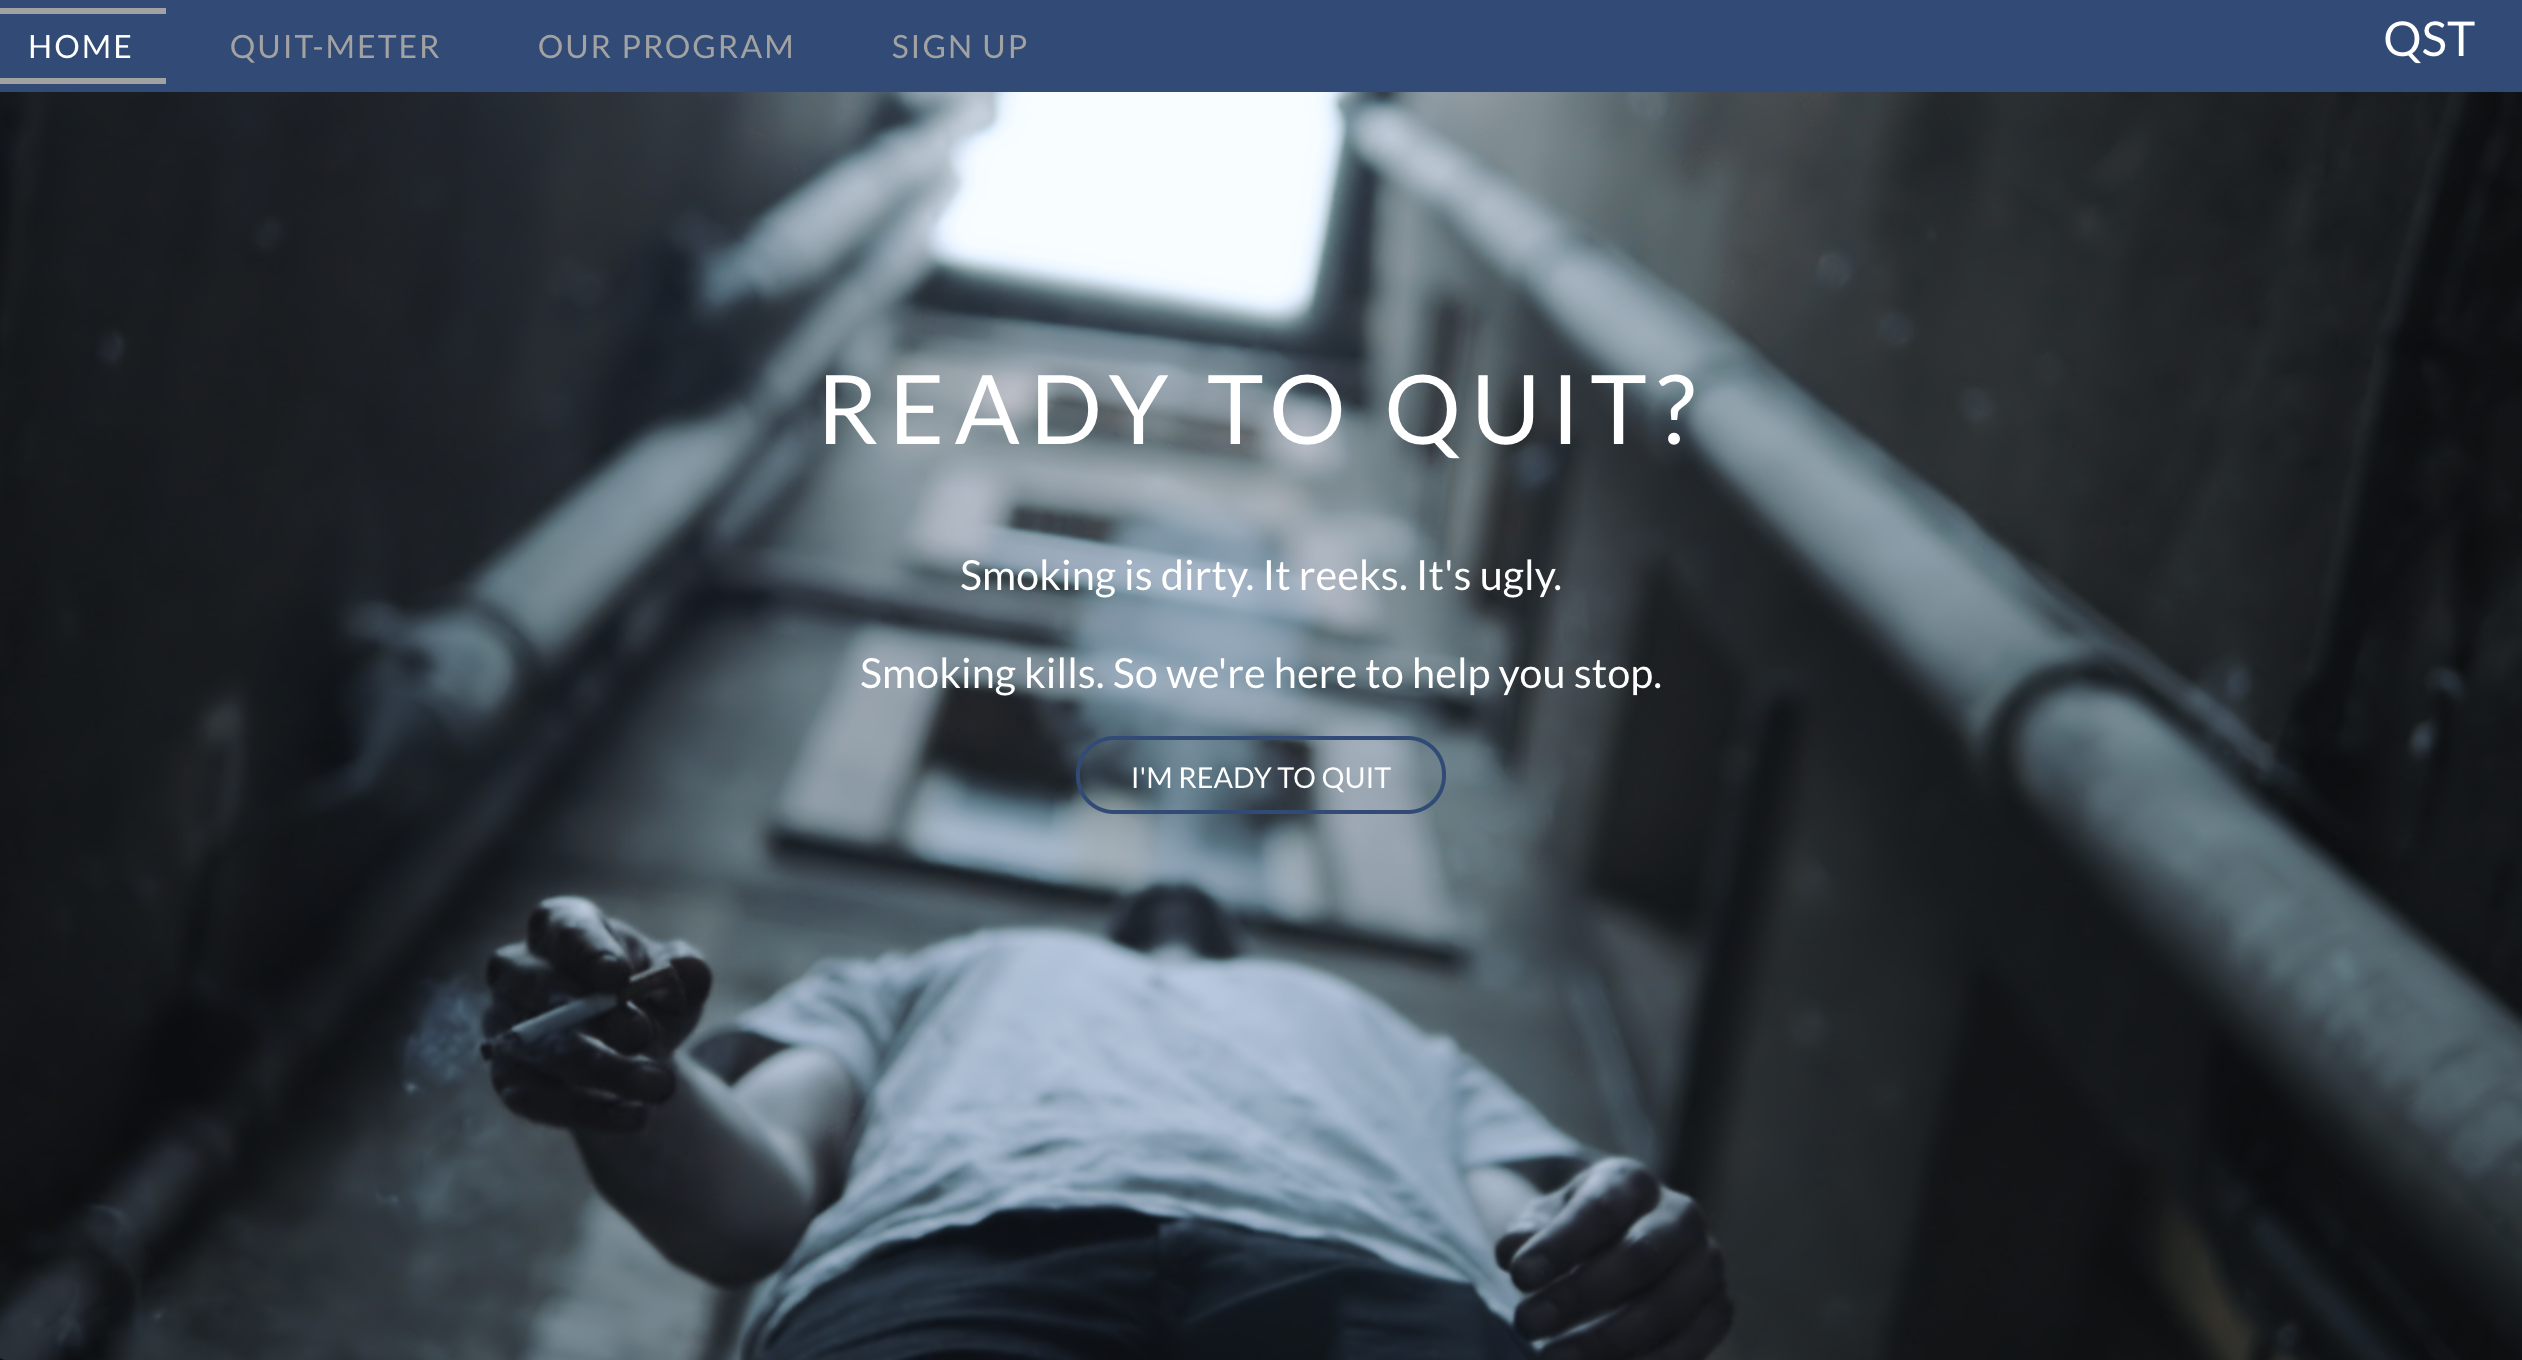 HOME QUIT-METER OUR PROGRAM SIGN UP QST
READY TO QUIT?
Smoking is dirty. It reeks. It's ugly.
Smoking kills. So we're here to help you stop.
I'M READY TO QUIT